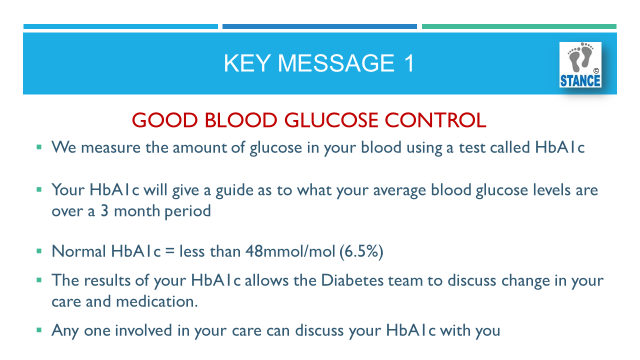 KEY MESSAGE 1
©
STANCE
GOOD BLOOD GLUCOSE CONTROL
▪ We measure the amount of glucose in your blood using a test called HbA1c
▪ Your HbA1c will give a guide as to what your average blood glucose levels are
over a 3 month period
▪ Normal HbA1c = less than 48mmol/mol (6.5%)
▪ The results of your HbA1c allows the Diabetes team to discuss change in your
care and medication.
▪ Any one involved in your care can discuss your HbA1c with you